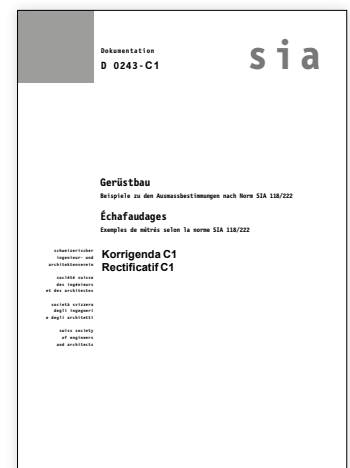 Dokumentation
D 0243-C1
sia
Gerüstbau
Beispiele zu den Ausmassbestimmungen nach Norm SIA 118/222
Échafaudages
Exemples de métrés selon la norme SIA 118/222
Korrigenda C1
Rectificatif C1
schweizerischer
ingenieur- und
architektenverein
société suisse
des ingénieurs
et des architectes
società svizzera
degli ingegneri
e degli architetti
swiss society
of engineers
and architects